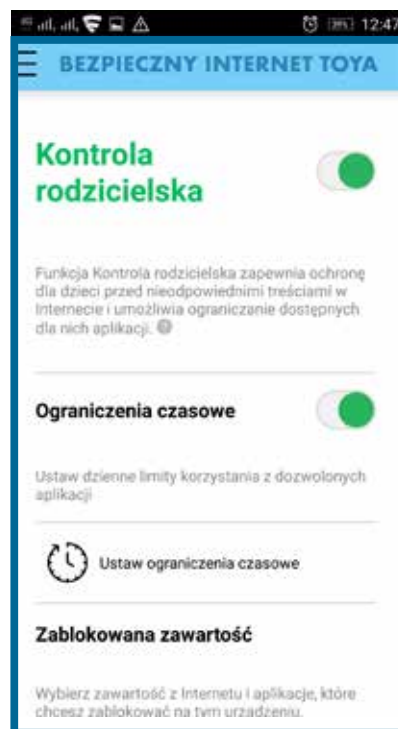 12:47
BEZPIECZNY INTERNET TOYA
Kontrola
rodzicielska
Funkcja Kontrola rodzicielska zapewnia ochronę
dla dzieci przed nieodpowiednimi treściami w
Internecie i umożliwia ograniczanie dostępnych
dla nich aplikacji.
Ograniczenia czasowe
Ustaw dzienne limity korzystania z dozwolonych
aplikacji
Ustaw ograniczenia czasowe
Zablokowana zawartość
Wybierz zawartość z Internetu i aplikacje, które
chcesz zablokować na tym urządzeniu.